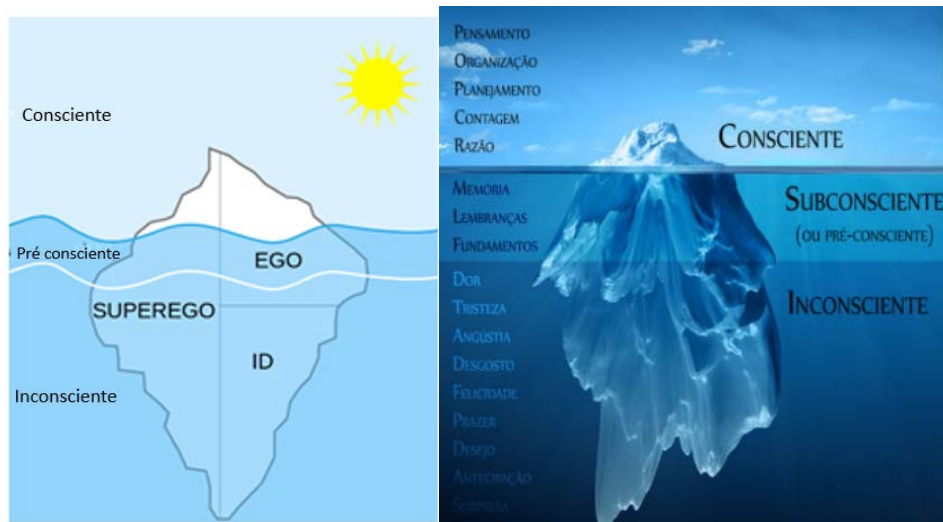 Consciente
Pré consciente
EGO
SUPEREGO
ID
Inconsciente
PENSAMENTO
ORGANIZAÇÃO
PLANEJAMENTO
CONTAGEM
RAZÃO
CONSCIENTE
MEMÓRIA
LEMBRANÇAS
FUNDAMENTOS
SUBCONSCIENTE
(OU PRÉ-CONSCIENTE)
DOR
TRISTEZA
ANGÚSTIA
DESGOSTO
FELICIDADE
PRAZER
DESEJO
ANTECIPAÇÃO
SURPRESA
INCONSCIENTE